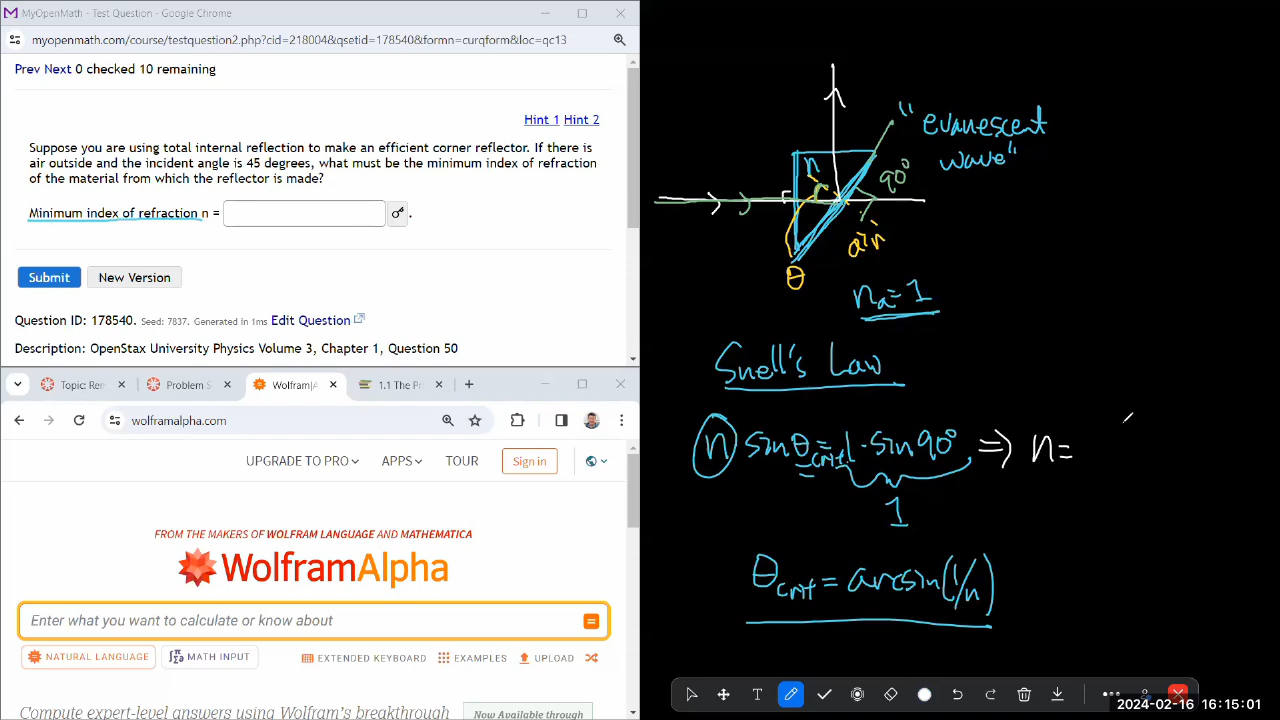 MyOpenMath - Test Question - Google Chrome
myopenmath.com/course/testquestion2.php?cid=218004&qsetid=178540&formn=curqform&loc=qc13
Prev Next 0 checked 10 remaining
Hint 1 Hint 2
Suppose you are using total internal reflection to make an efficient corner reflector. If there is
air outside and the incident angle is 45 degrees, what must be the minimum index of refraction
of the material from which the reflector is made?
Minimum index of refraction n = .
Submit New Version
Question ID: 178540. Seed: 7837. Generated in 1ms Edit Question
Description: OpenStax University Physics Volume 3, Chapter 1, Question 50
Topic Re Problem S Wolfram|A 1.1 The Pr
wolframalpha.com
UPGRADE TO PRO APPS TOUR Sign in
FROM THE MAKERS OF WOLFRAM LANGUAGE AND MATHEMATICA
WolframAlpha
Enter what you want to calculate or know about
NATURAL LANGUAGE MATH INPUT EXTENDED KEYBOARD EXAMPLES UPLOAD
Compute expert-level answers using Wolfram's breakthrough
Now Available through
"evanescent
wave"
n
90°
air
θ
nₐ=1
Snell's Law
n sinθcrit=1·sin90° ⇒ n=
1
θcrit = arcsin(1/n)
T
2024-02-16 16:15:01